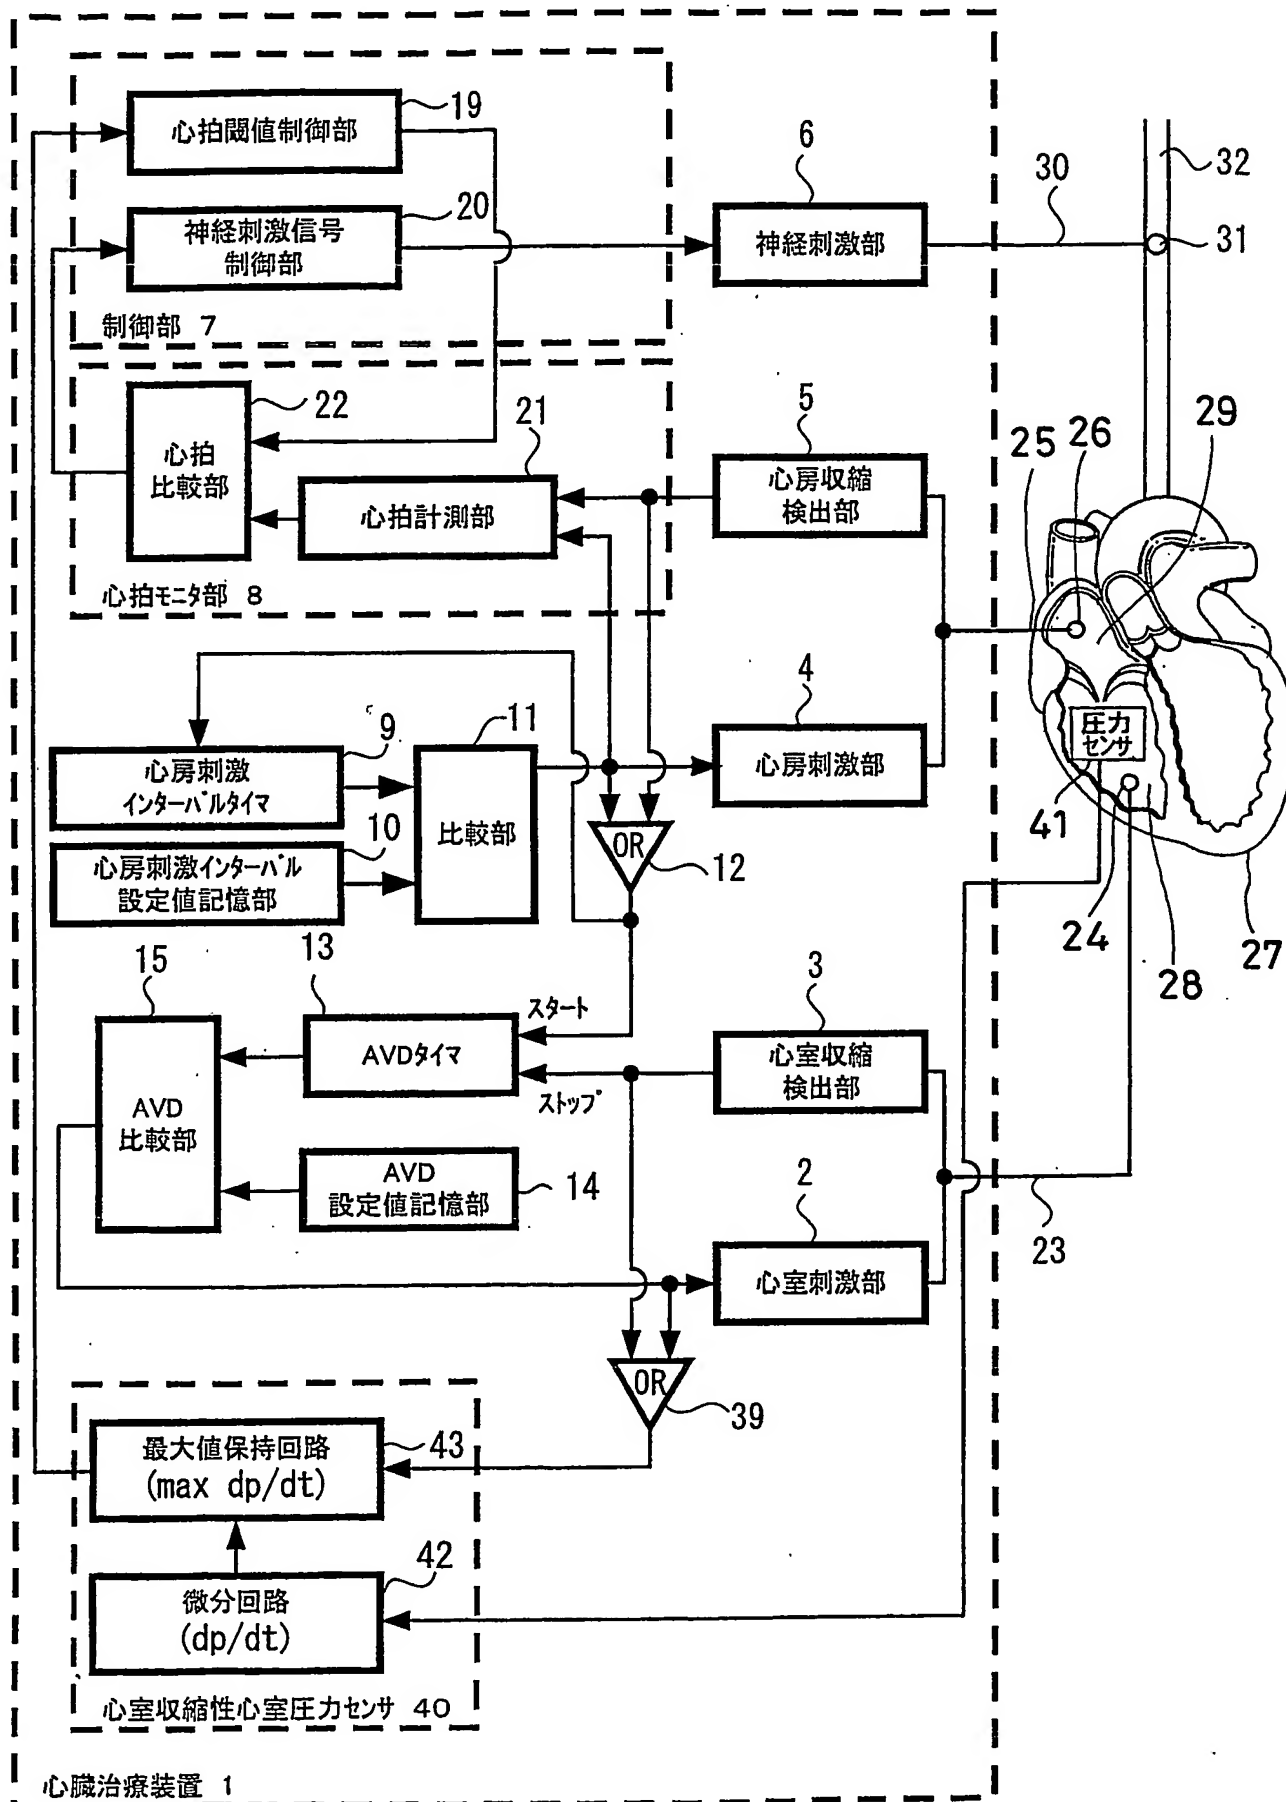 19
心拍閾値制御部
20
神経刺激信号
制御部
制御部 7
6
神経刺激部
30
32
31
22
心拍
比較部
21
心拍計測部
心拍モニタ部 8
5
心房収縮
検出部
25
26
29
4
心房刺激部
圧力
センサ
41
24
28
27
9
心房刺激
インターバルタイマ
10
心房刺激インターバル
設定値記憶部
11
比較部
OR
12
15
AVD
比較部
13
スタート
AVDタイマ
ストップ
AVD
設定値記憶部
14
3
心室収縮
検出部
2
心室刺激部
23
OR
39
最大値保持回路
(max dp/dt)
43
42
微分回路
(dp/dt)
心室収縮性心室圧力センサ 40
心臓治療装置 1